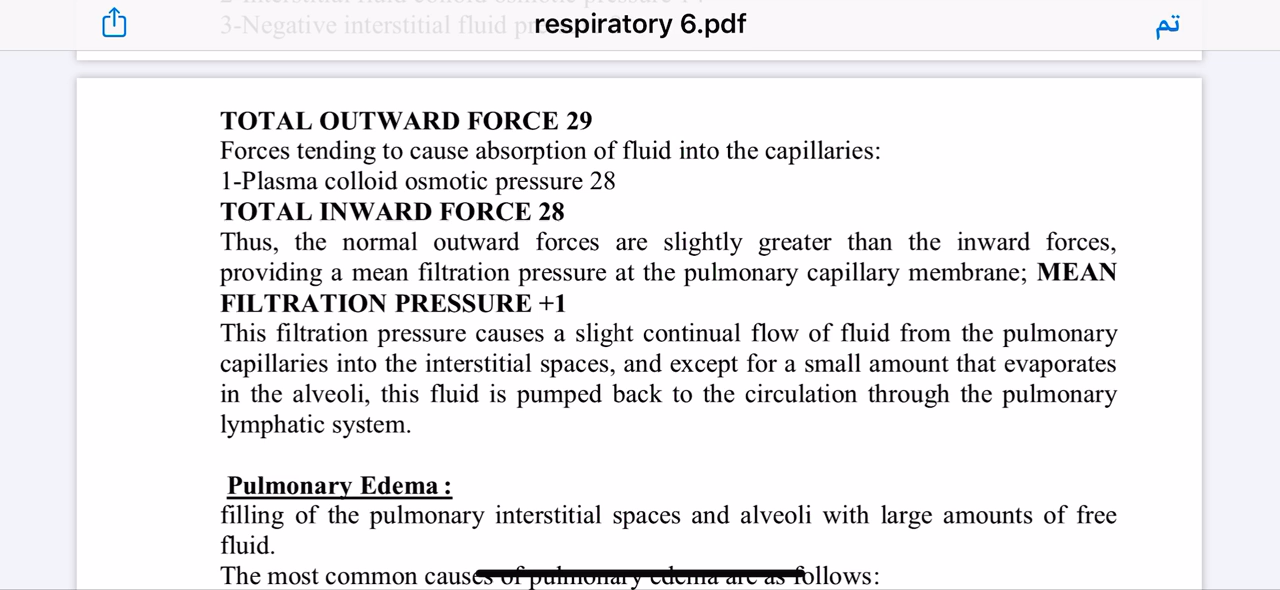 respiratory 6.pdf
تم
3-Negative interstitial fluid
TOTAL OUTWARD FORCE 29
Forces tending to cause absorption of fluid into the capillaries:
1-Plasma colloid osmotic pressure 28
TOTAL INWARD FORCE 28
Thus, the normal outward forces are slightly greater than the inward forces,
providing a mean filtration pressure at the pulmonary capillary membrane; MEAN
FILTRATION PRESSURE +1
This filtration pressure causes a slight continual flow of fluid from the pulmonary
capillaries into the interstitial spaces, and except for a small amount that evaporates
in the alveoli, this fluid is pumped back to the circulation through the pulmonary
lymphatic system.
Pulmonary Edema :
filling of the pulmonary interstitial spaces and alveoli with large amounts of free
fluid.
The most common causes of pulmonary edema are as follows: